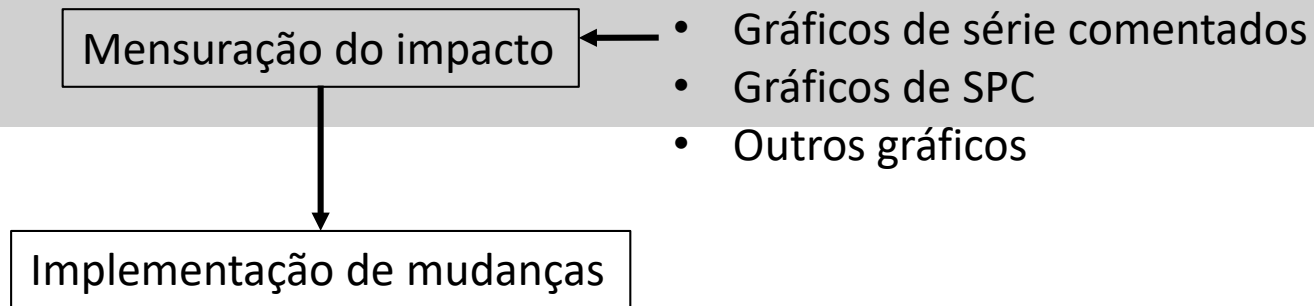 Mensuração do impacto
• Gráficos de série comentados
• Gráficos de SPC
• Outros gráficos
Implementação de mudanças